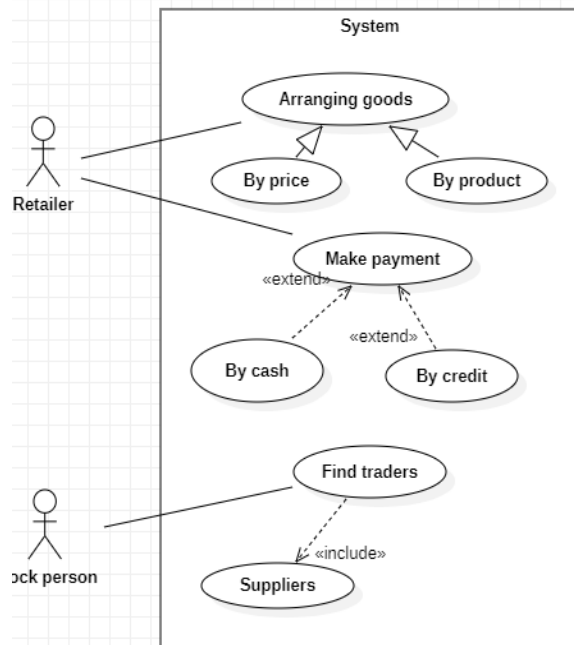 System
Arranging goods
By price
By product
Retailer
Make payment
«extend»
«extend»
By cash
By credit
Find traders
ock person
«include»
Suppliers